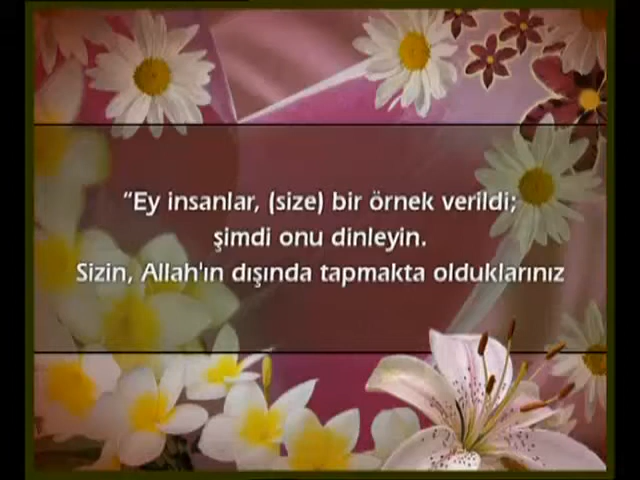 “Ey insanlar, (size) bir örnek verildi;
şimdi onu dinleyin.
Sizin, Allah'ın dışında tapmakta olduklarınız